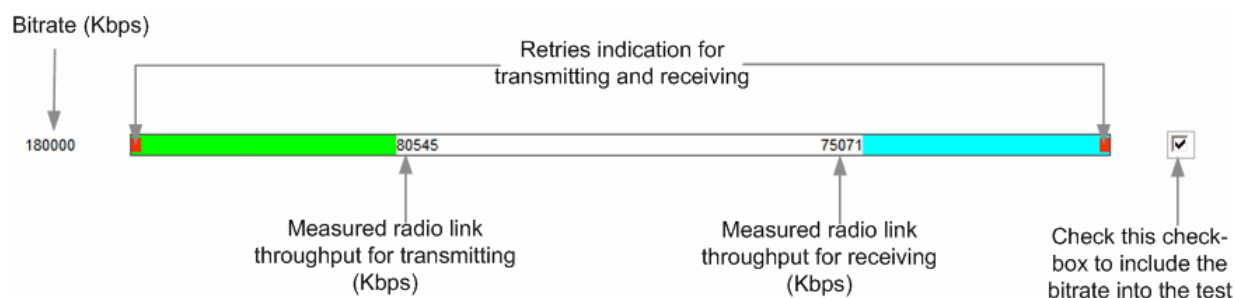 Bitrate (Kbps)
Retries indication for
transmitting and receiving
180000
80545
75071
Measured radio link
throughput for transmitting
(Kbps)
Measured radio link
throughput for receiving
(Kbps)
Check this check-
box to include the
bitrate into the test